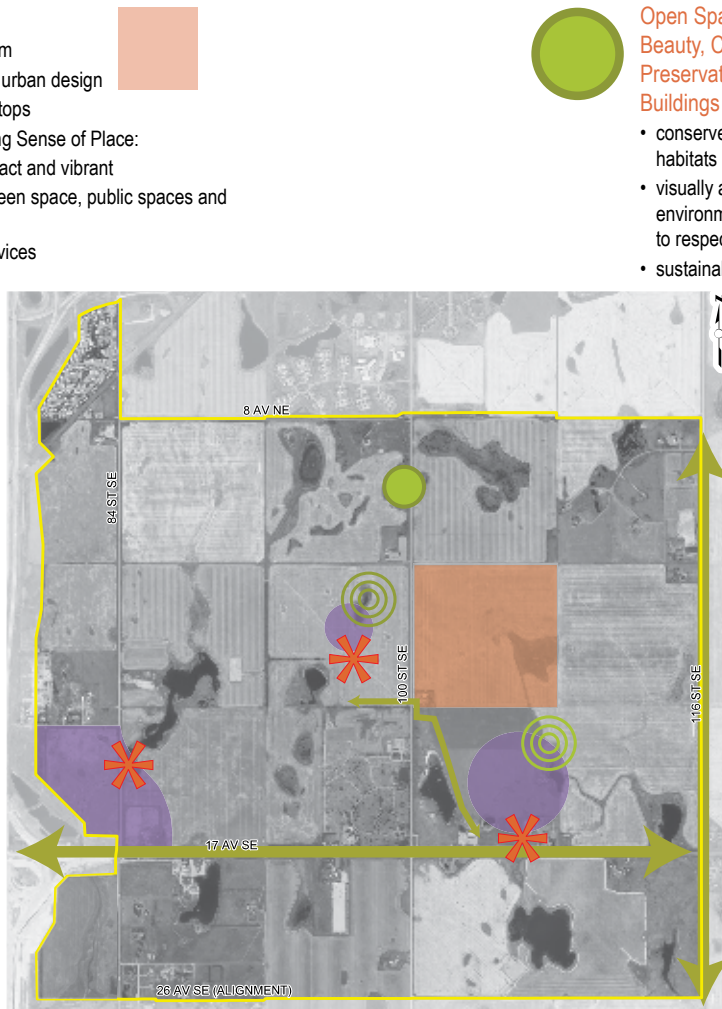 m
urban design
tops
ng Sense of Place:
act and vibrant
een space, public spaces and
vices
Open Spa
Beauty, C
Preservat
Buildings
• conserve
habitats
• visually a
environm
to respec
• sustainal
8 AV NE
84 ST SE
100 ST SE
116 ST SE
17 AV SE
26 AV SE (ALIGNMENT)